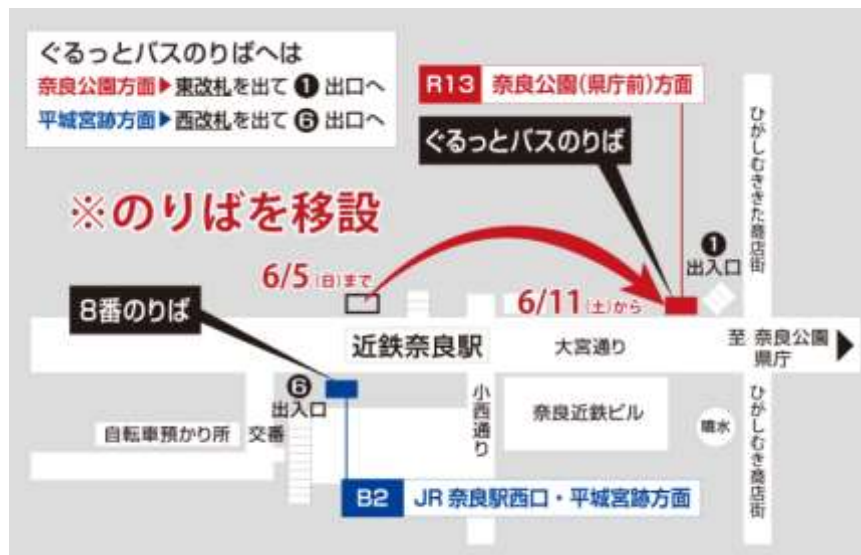 ぐるっとバスのりばへは
奈良公園方面▶東改札を出て❶出口へ
平城宮跡方面▶西改札を出て❻出口へ
R13 奈良公園(県庁前)方面
ぐるっとバスのりば
※のりばを移設
6/5(日)まで
6/11(土)から
❶
出入口
ひがしむききた商店街
8番のりば
近鉄奈良駅
大宮通り
至 奈良公園
県庁
❻
出入口
自転車預かり所
交番
小西通り
奈良近鉄ビル
噴水
ひがしむき商店街
B2 JR奈良駅西口・平城宮跡方面